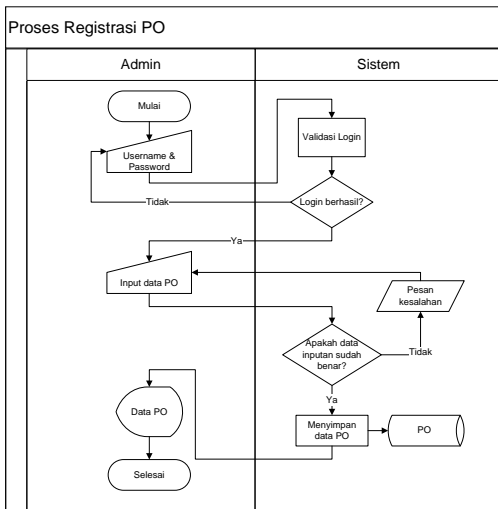 Proses Registrasi PO
Admin
Sistem
Mulai
Username &
Password
Validasi Login
Login berhasil?
Tidak
Ya
Input data PO
Pesan
kesalahan
Apakah data
inputan sudah
benar?
Tidak
Ya
Data PO
Menyimpan
data PO
PO
Selesai